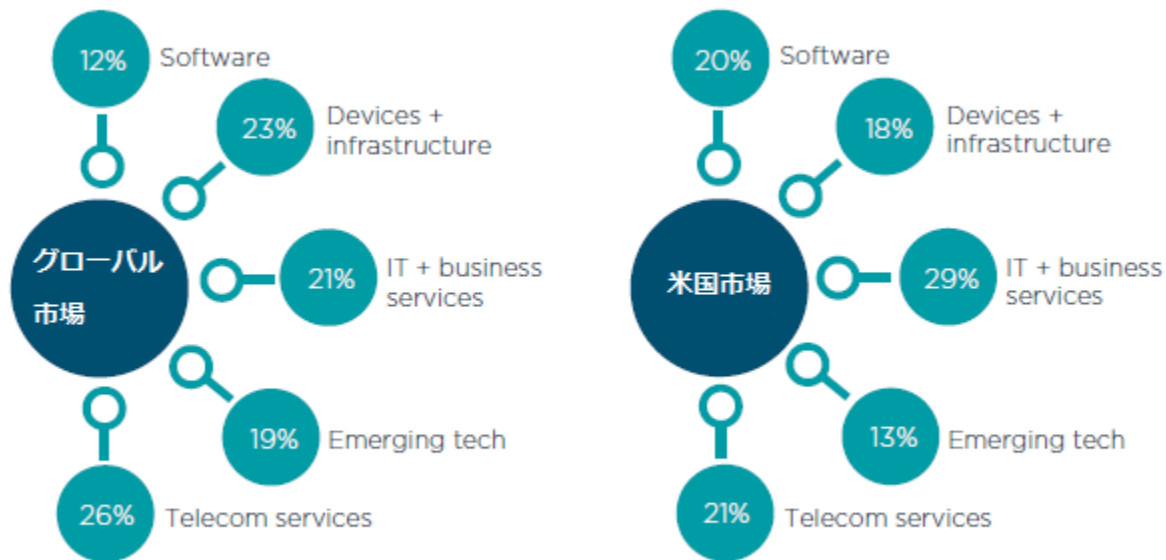 12%
Software
23%
Devices +
infrastructure
グローバル
市場
21%
IT + business
services
19%
Emerging tech
26%
Telecom services
20%
Software
18%
Devices +
infrastructure
米国市場
29%
IT + business
services
13%
Emerging tech
21%
Telecom services